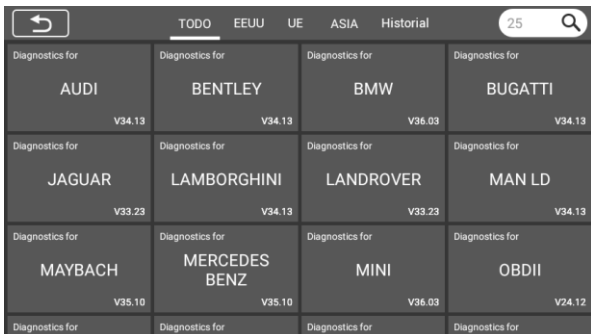 TODO EEUU UE ASIA Historial 25
Diagnostics for Diagnostics for Diagnostics for Diagnostics for
AUDI BENTLEY BMW BUGATTI
V34.13 V34.13 V36.03 V34.13
Diagnostics for Diagnostics for Diagnostics for Diagnostics for
JAGUAR LAMBORGHINI LANDROVER MAN LD
V33.23 V34.13 V33.23 V34.13
Diagnostics for Diagnostics for Diagnostics for Diagnostics for
MAYBACH MERCEDES BENZ MINI OBDII
V35.10 V35.10 V36.03 V24.12
Diagnostics for Diagnostics for Diagnostics for Diagnostics for